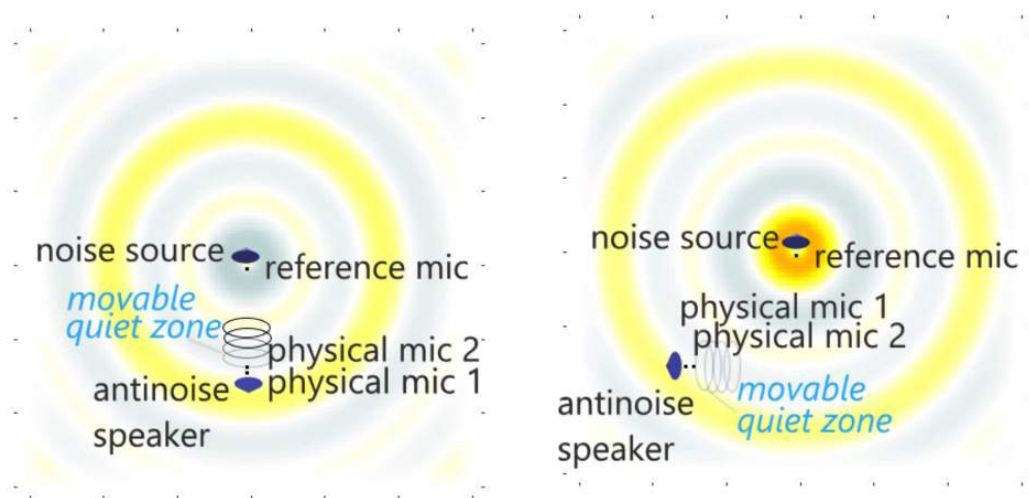 noise source
reference mic
movable
quiet zone
physical mic 2
antinoise
physical mic 1
speaker
noise source
reference mic
physical mic 1
physical mic 2
movable
quiet zone
antinoise
speaker